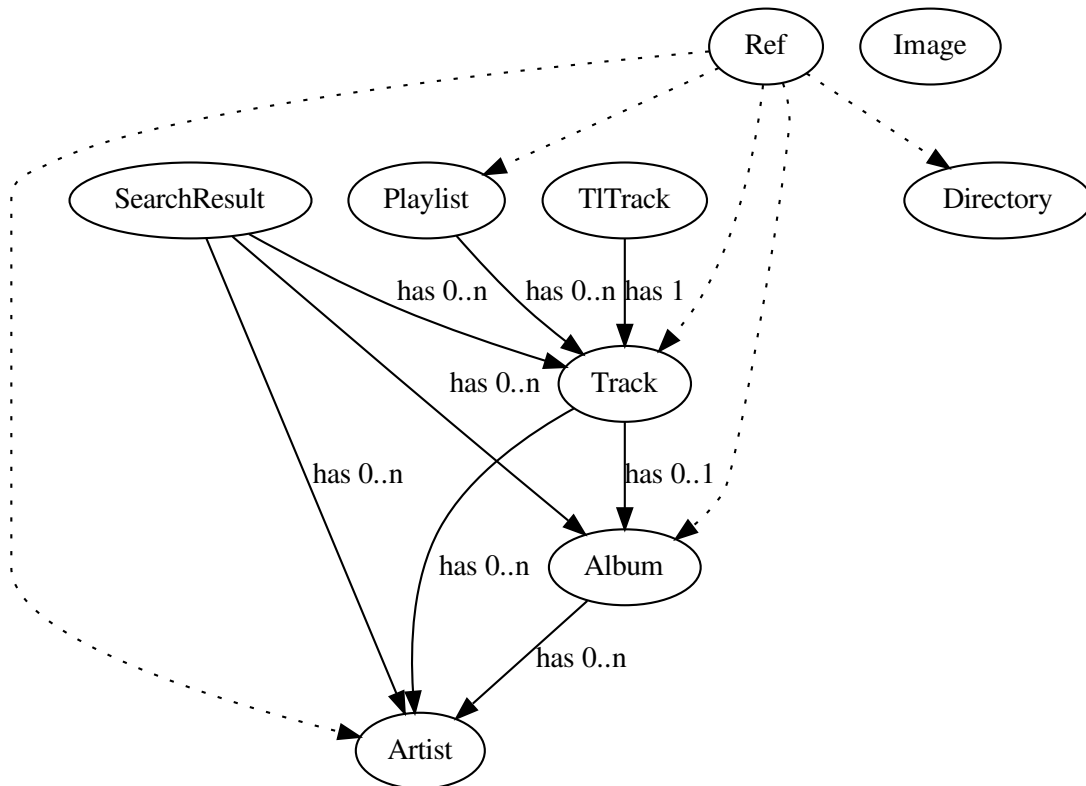 Ref
Image
SearchResult
Playlist
TlTrack
Directory
has 0..n
has 0..n
has 1
Track
has 0..n
has 0..n
has 0..1
has 0..n
Album
has 0..n
Artist